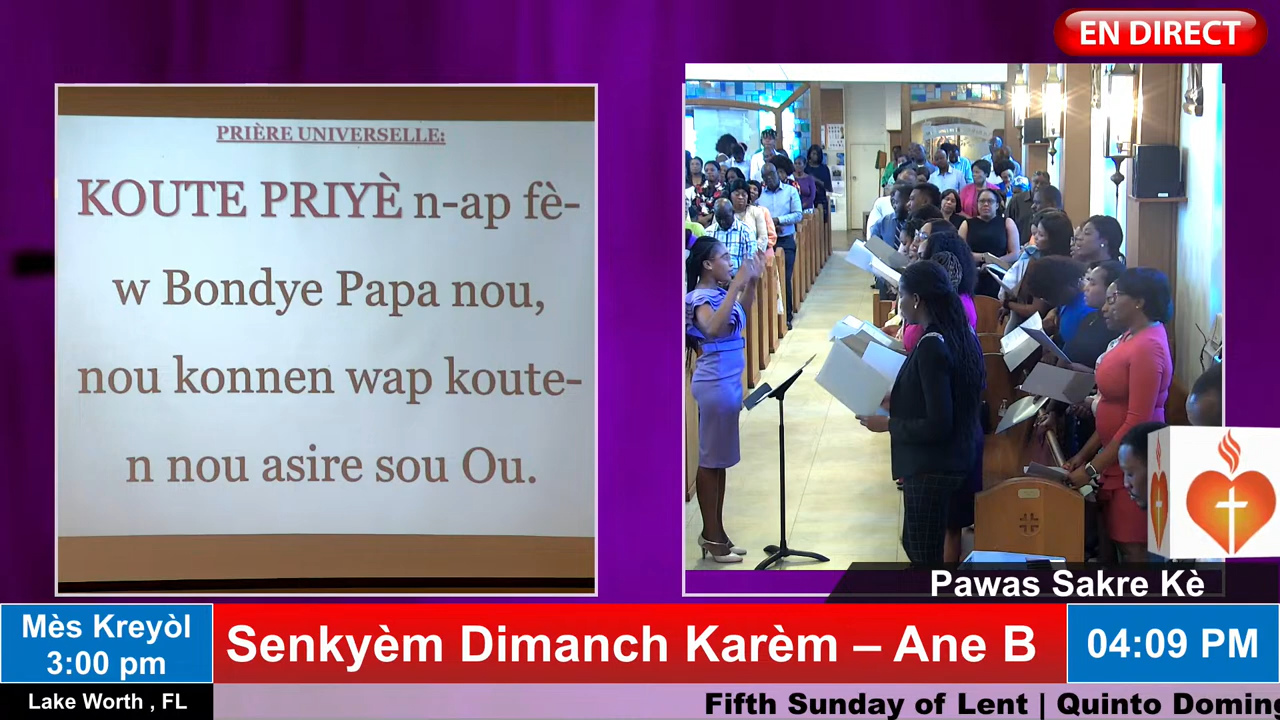 EN DIRECT
PRIÈRE UNIVERSELLE:
KOUTE PRIYÈ n-ap fè-
w Bondye Papa nou,
nou konnen wap koute-
n nou asire sou Ou.
Pawas Sakre Kè
Mès Kreyòl
3:00 pm
Senkyèm Dimanch Karèm – Ane B
04:09 PM
Lake Worth , FL
Fifth Sunday of Lent | Quinto Doming